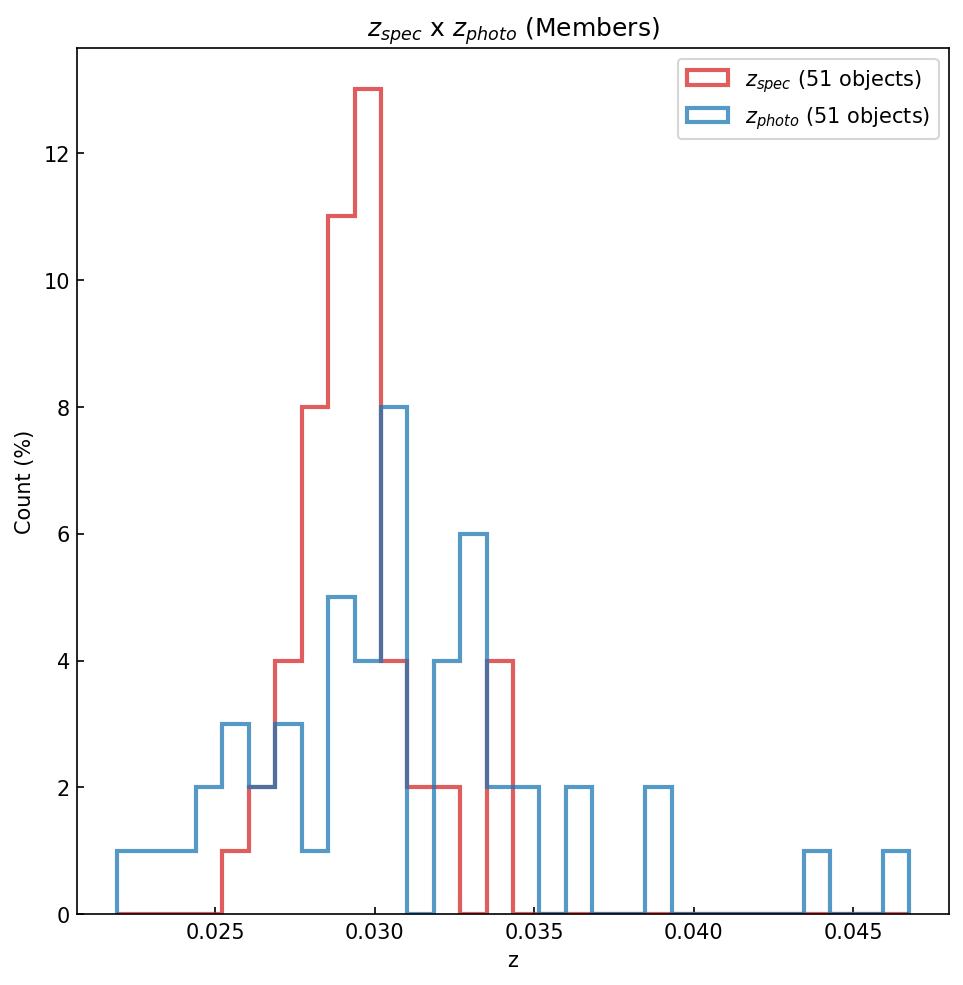 z_spec x z_photo (Members)
z_spec (51 objects)
z_photo (51 objects)
Count (%)
12
10
8
6
4
2
0
0.025 0.030 0.035 0.040 0.045
z